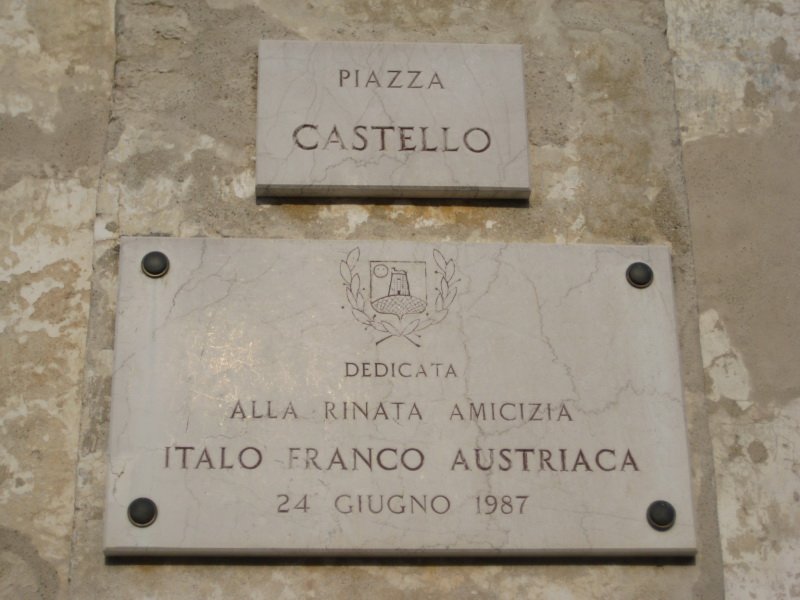 PIAZZA
CASTELLO
DEDICATA
ALLA RINATA AMICIZIA
ITALO FRANCO AUSTRIACA
24 GIUGNO 1987